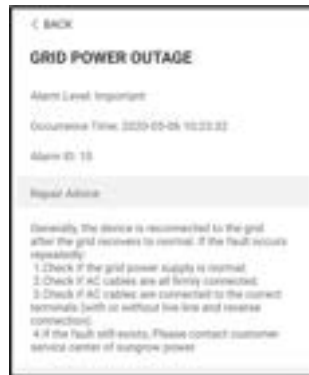 < BACK
GRID POWER OUTAGE
Alarm Level: Important
Occurrence Time: 2020-05-06 10:23:32
Alarm ID: 10
Repair Advice
Generally, the device is reconnected to the grid
after the grid recovers to normal. If the fault occurs
repeatedly:
1.Check if the grid power supply is normal.
2.Check if AC cables are all firmly connected.
3.Check if AC cables are connected to the correct
terminals (with or without live line and reverse
connection).
4.If the fault still exists, Please contact customer
service center of sungrow power.